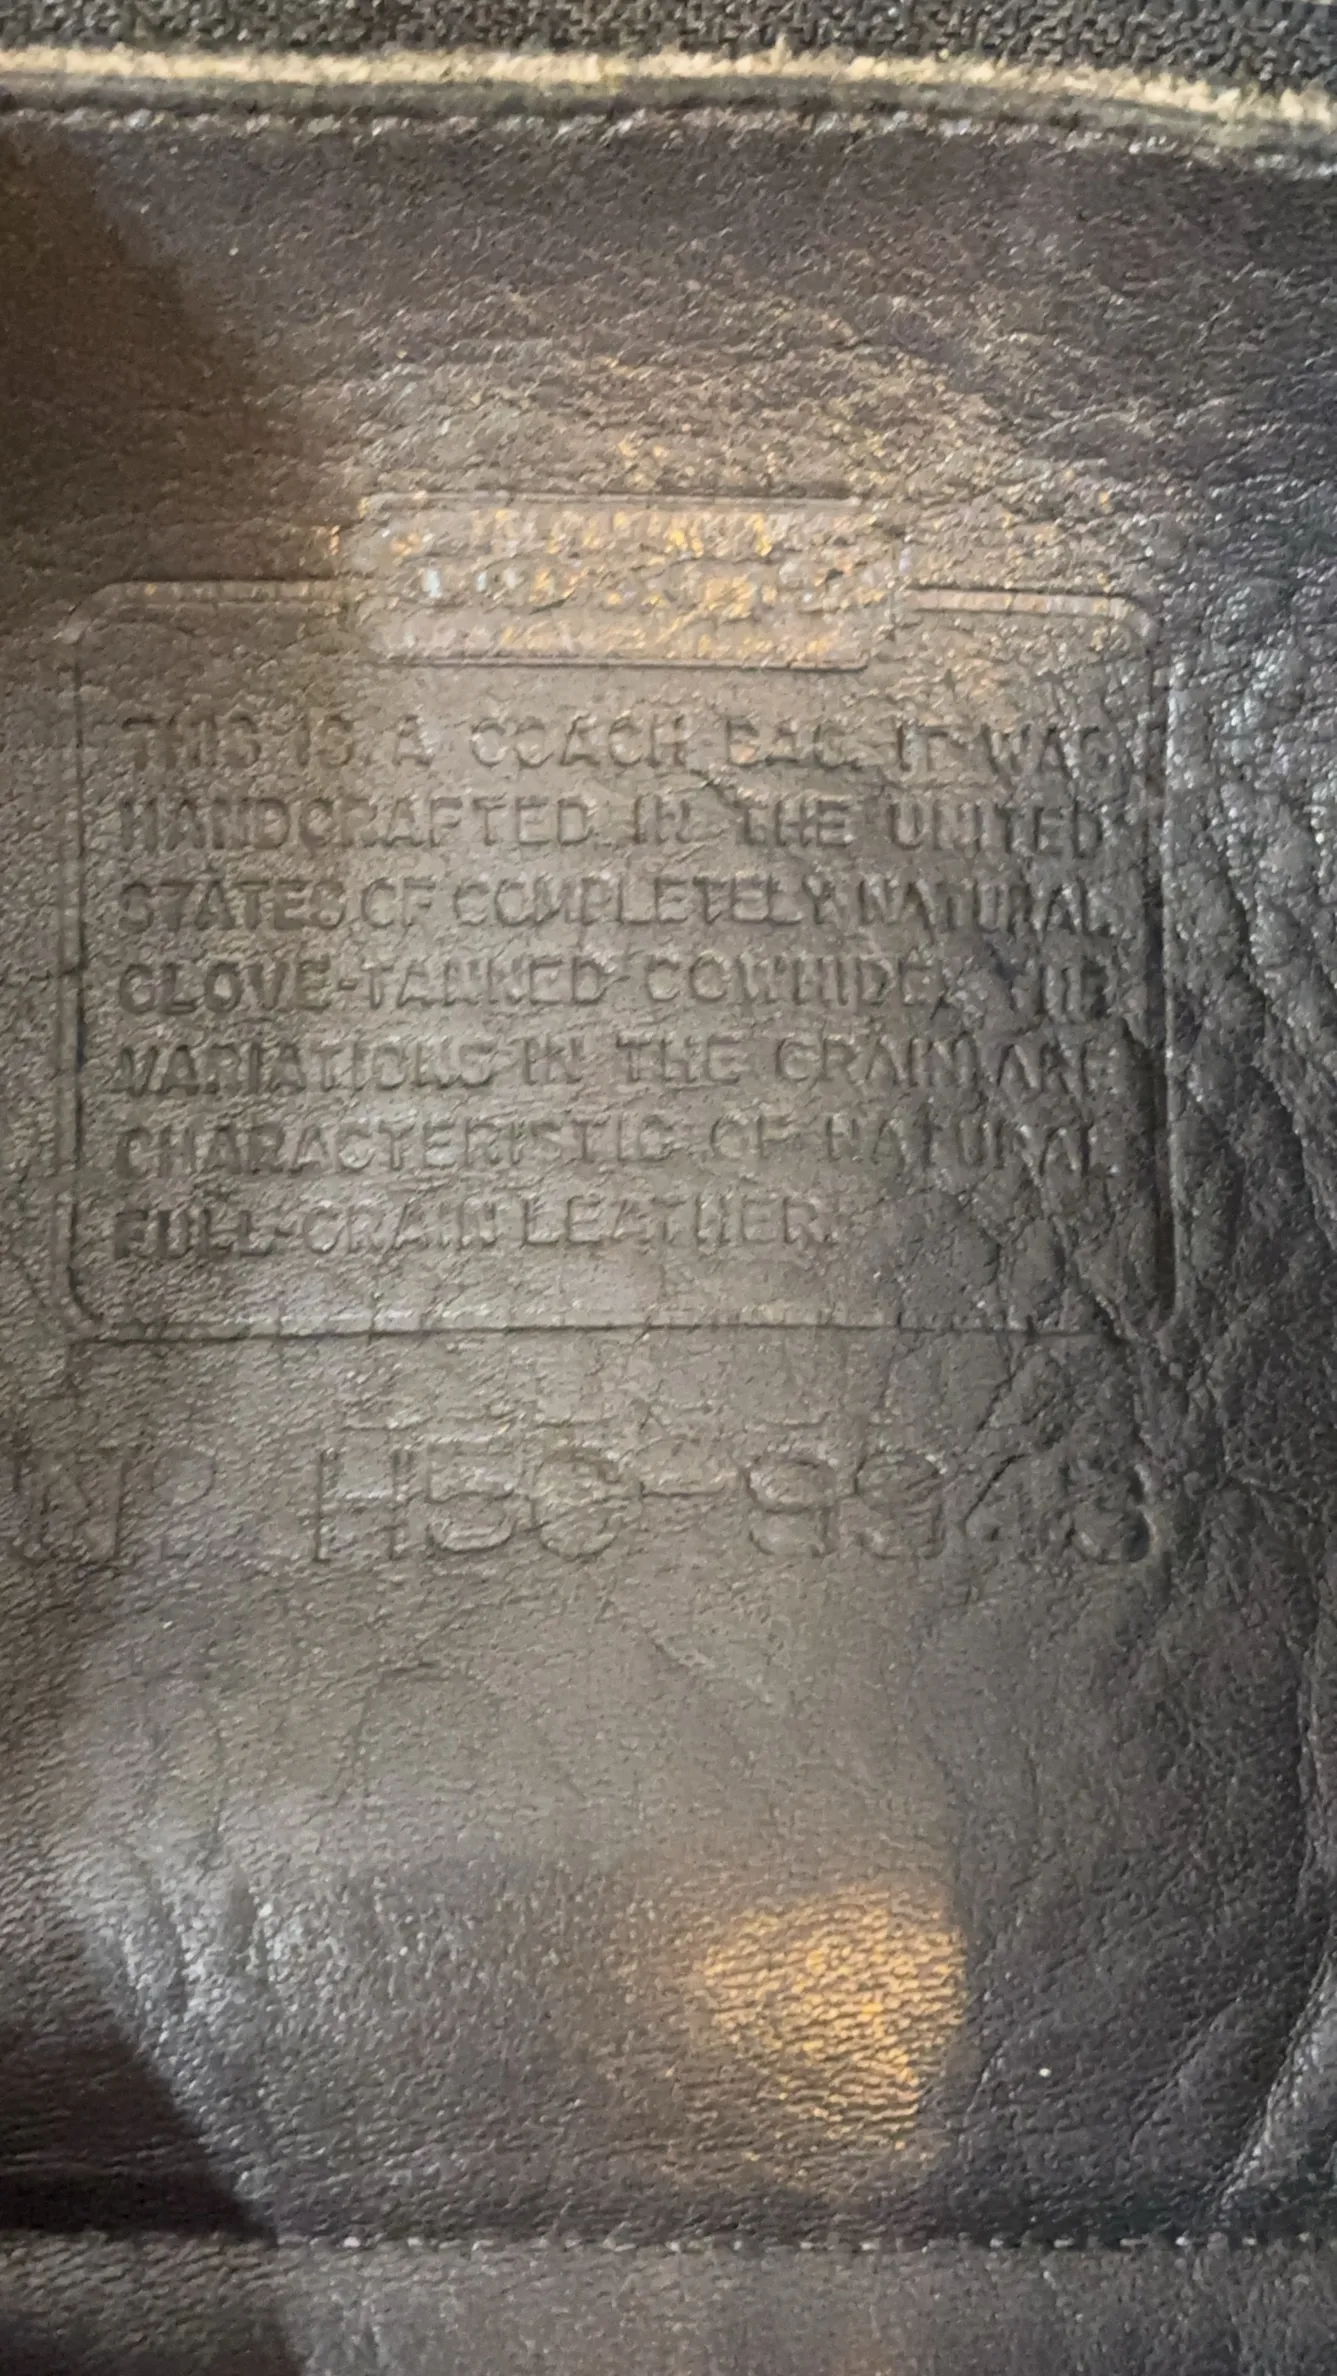 THIS IS A COACH BAG. IT WAS
HANDCRAFTED IN THE UNITED
STATES OF COMPLETELY NATURAL
GLOVE-TANNED COWHIDE. THE
VARIATIONS IN THE GRAIN ARE
CHARACTERISTIC OF NATURAL
FULL-GRAIN LEATHER.